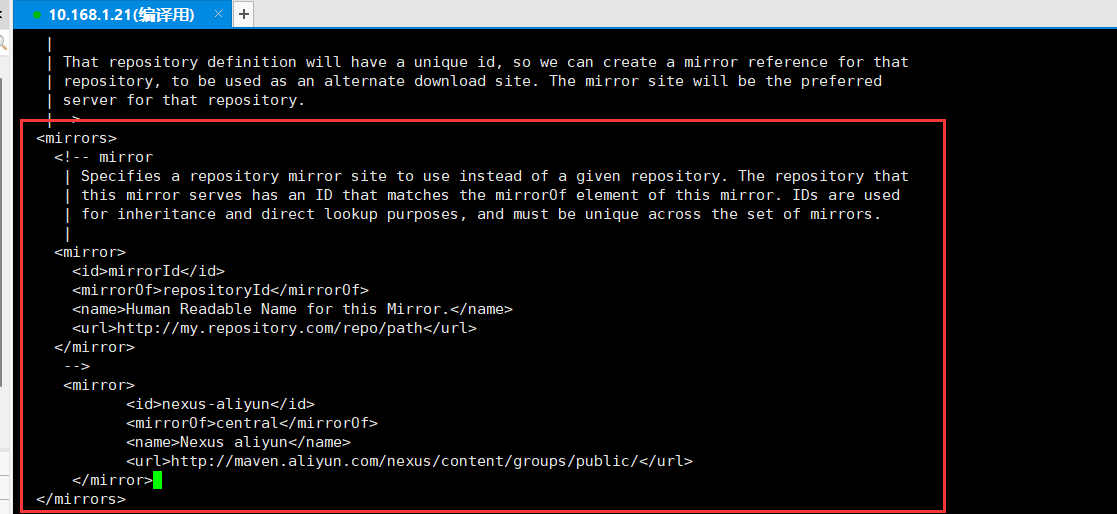 10.168.1.21(编译用) × +
|
| That repository definition will have a unique id, so we can create a mirror reference for that
| repository, to be used as an alternate download site. The mirror site will be the preferred
| server for that repository.
|-->
<mirrors>
<!-- mirror
| Specifies a repository mirror site to use instead of a given repository. The repository that
| this mirror serves has an ID that matches the mirrorOf element of this mirror. IDs are used
| for inheritance and direct lookup purposes, and must be unique across the set of mirrors.
|
<mirror>
<id>mirrorId</id>
<mirrorOf>repositoryId</mirrorOf>
<name>Human Readable Name for this Mirror.</name>
<url>http://my.repository.com/repo/path</url>
</mirror>
-->
<mirror>
<id>nexus-aliyun</id>
<mirrorOf>central</mirrorOf>
<name>Nexus aliyun</name>
<url>http://maven.aliyun.com/nexus/content/groups/public/</url>
</mirror>
</mirrors>